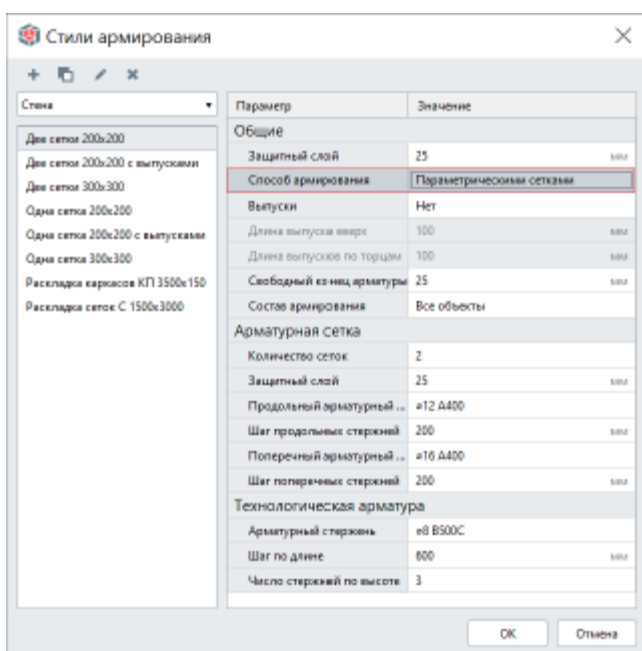 Стили армирования
Стена
Две сетки 200х200
Две сетки 200х200 с выпусками
Две сетки 300х300
Одна сетка 200х200
Одна сетка 200х200 с выпусками
Одна сетка 300х300
Раскладка каркасов КП 3500х150
Раскладка сеток С 1500х3000
Параметр Значение
Общие
Защитный слой 25 мм
Способ армирования Параметрическими сетками
Выпуски Нет
Длина выпуска вверх 100 мм
Длина выпусков по торцам 100 мм
Свободный конец арматуры 25 мм
Состав армирования Все объекты
Арматурная сетка
Количество сеток 2
Защитный слой 25 мм
Продольный арматурный ... ⌀12 А400
Шаг продольных стержней 200 мм
Поперечный арматурный ... ⌀16 А400
Шаг поперечных стержней 200 мм
Технологическая арматура
Арматурный стержень ⌀8 В500С
Шаг по длине 600 мм
Число стержней по высоте 3
ОК Отмена